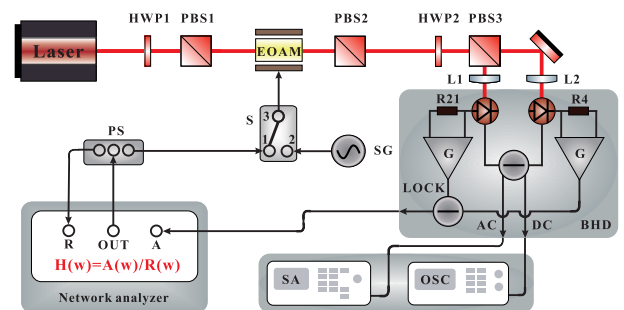 HWP1 PBS1 PBS2 HWP2 PBS3
Laser EOAM
L1 L2
R21 R4
S 3
1 2
PS SG
G G
LOCK
AC DC BHD
R OUT A
H(w)=A(w)/R(w)
SA OSC
Network analyzer